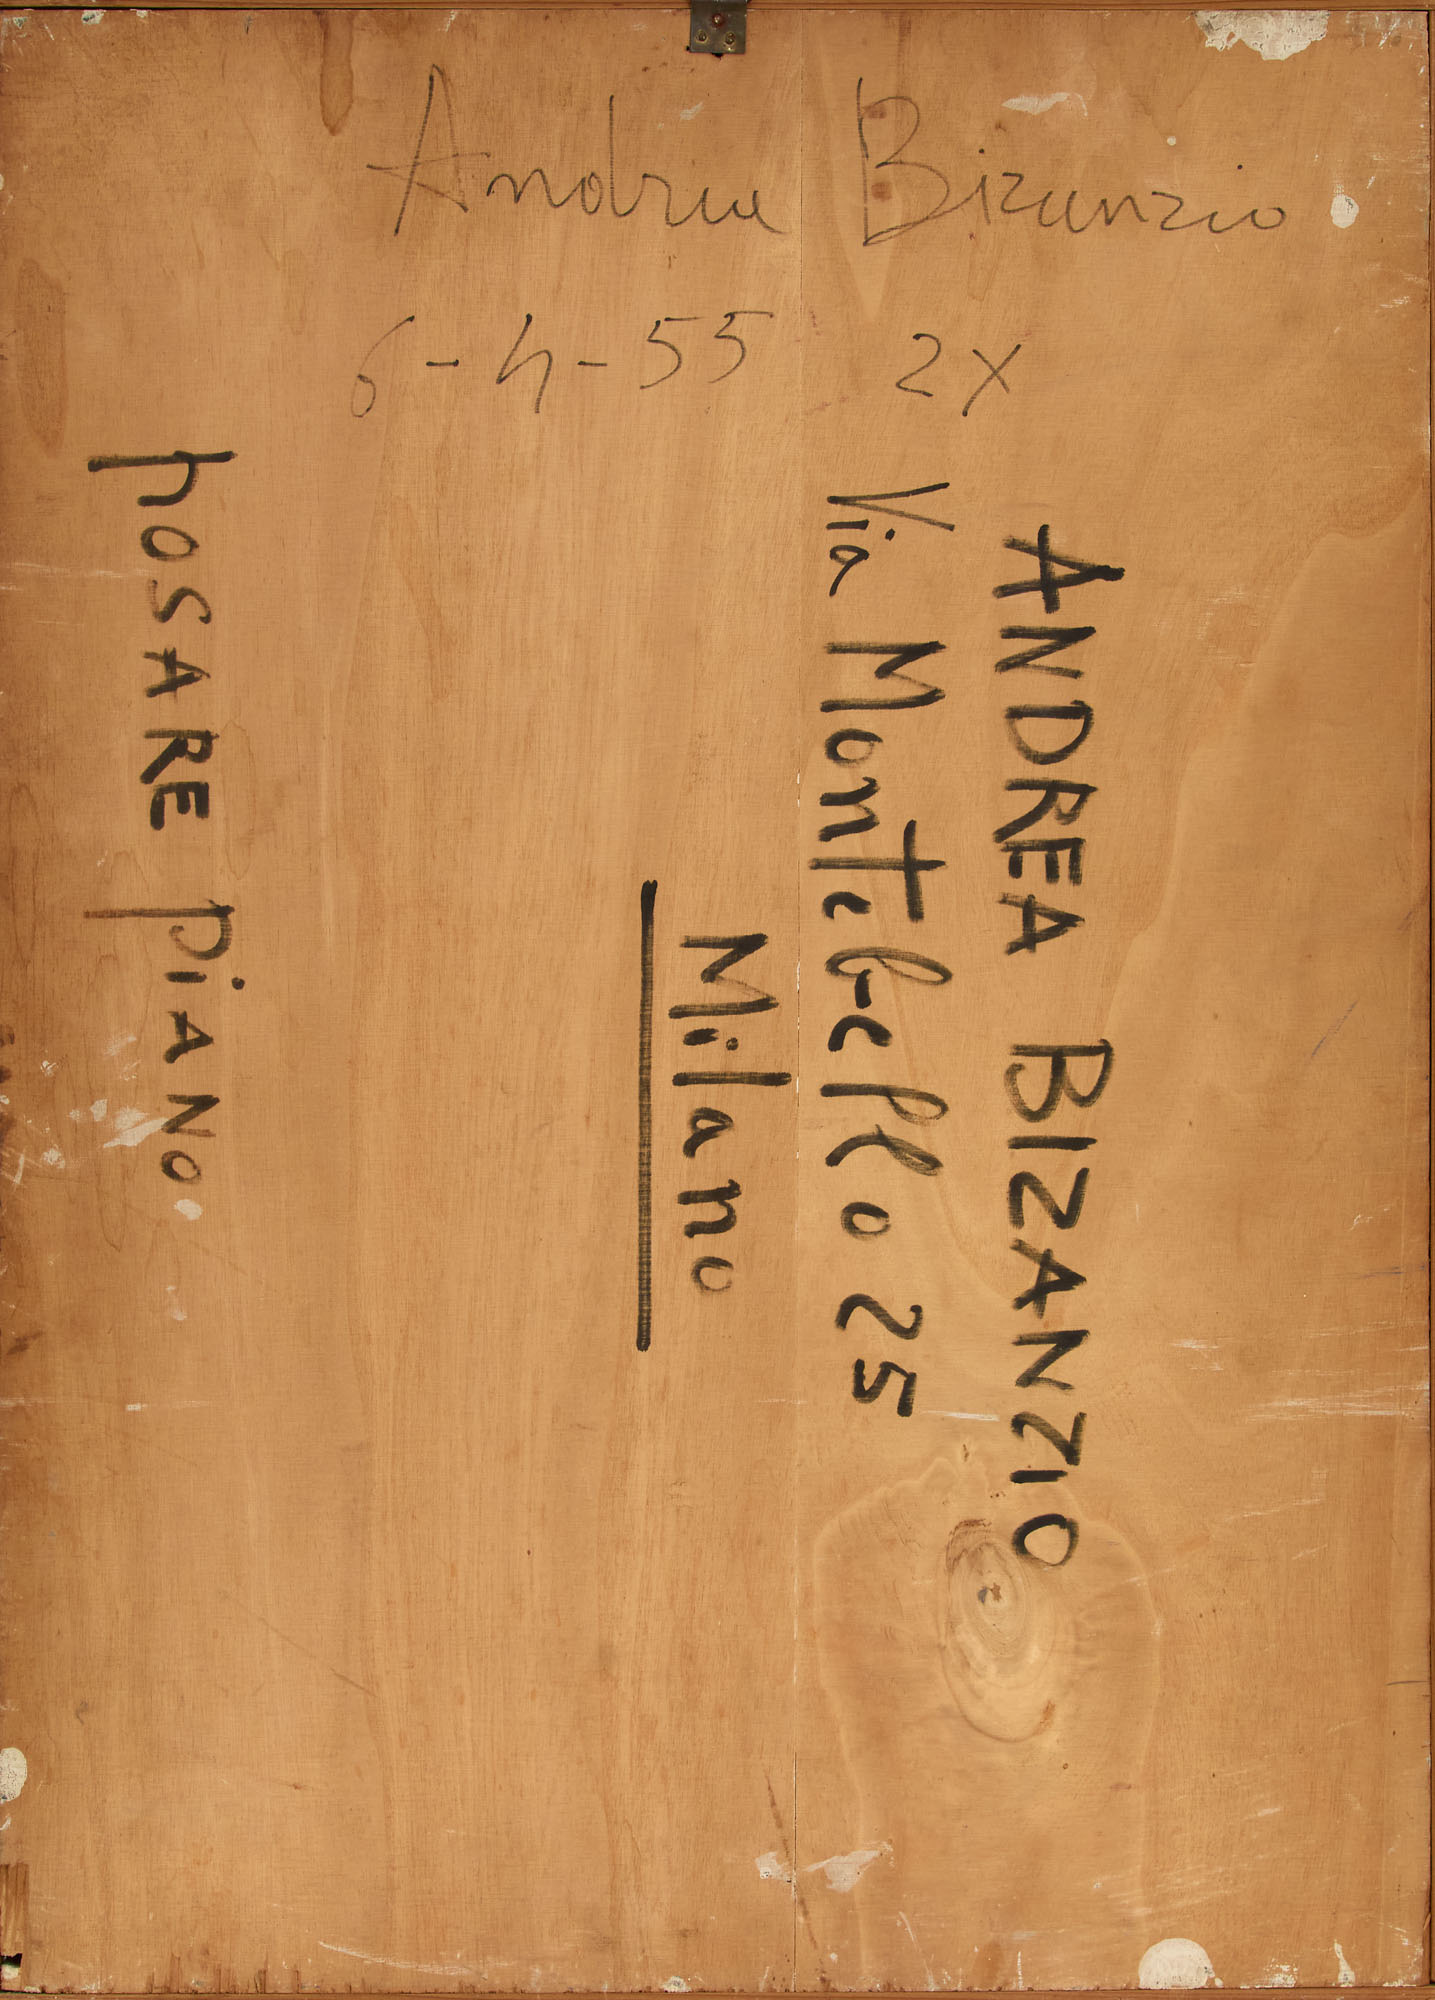 Andrea Bizanzio
6-4-55 2X
ANDREA BIZANZIO
Via Montebello 25
Milano
POSARE PIANO